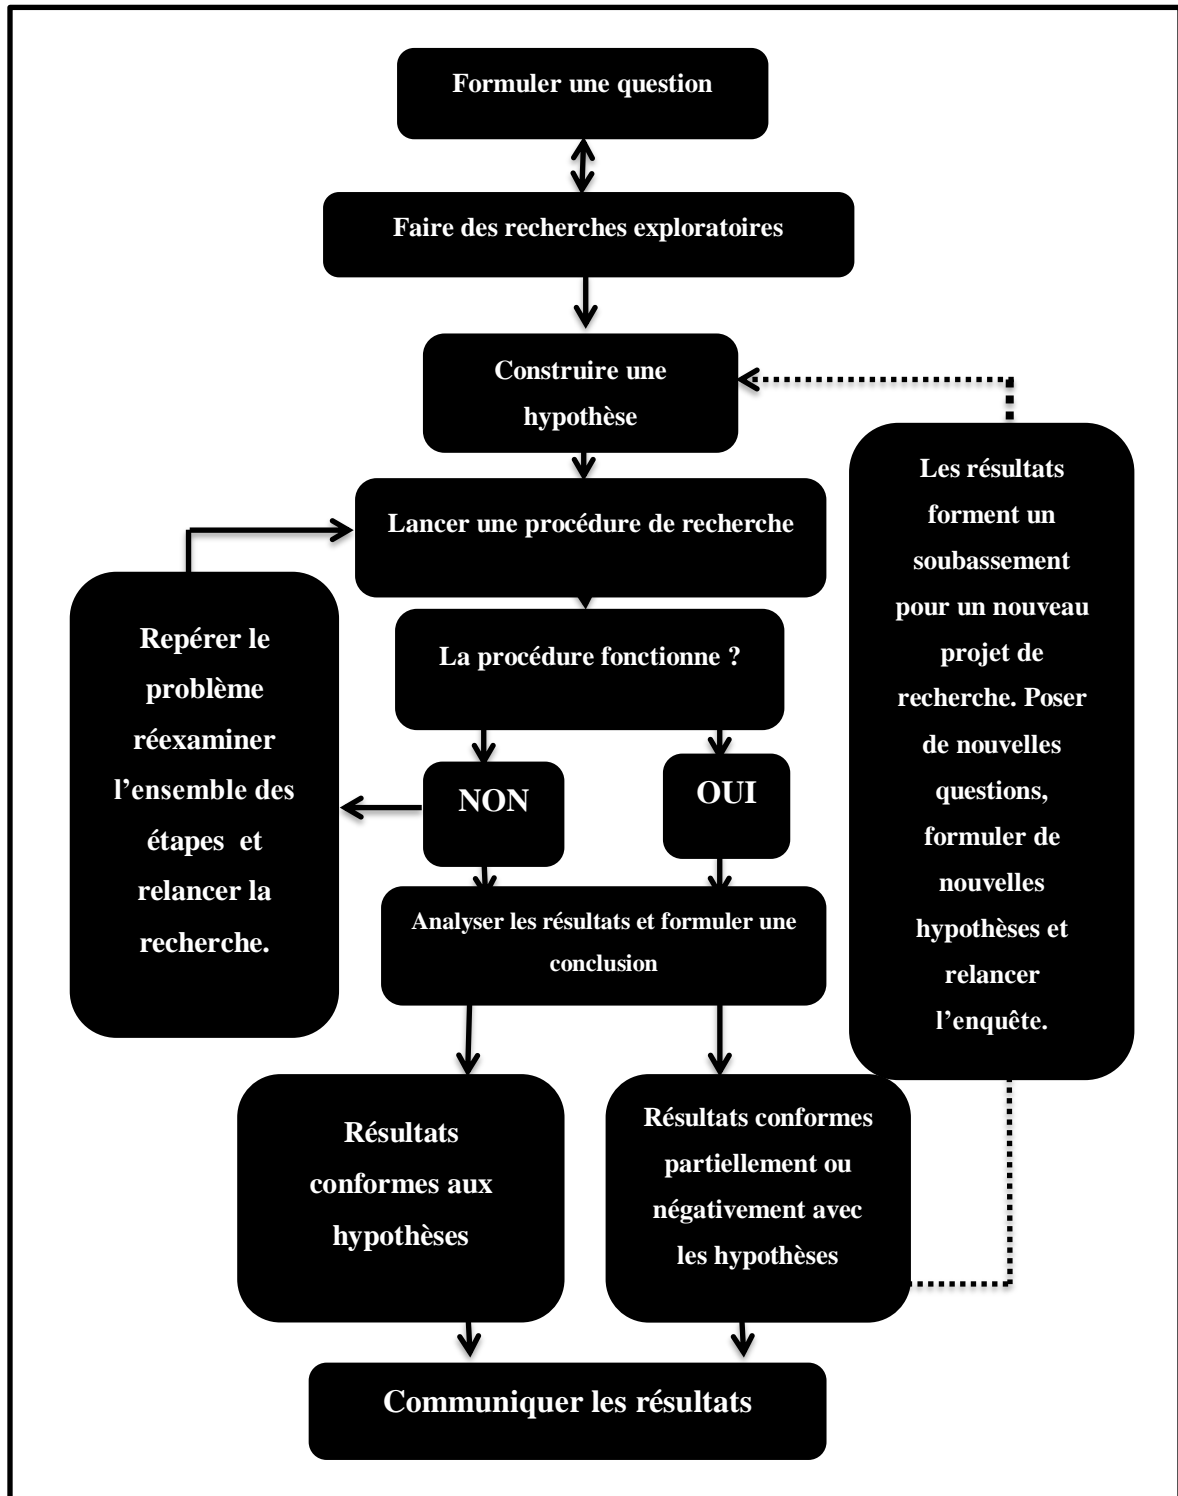 Formuler une question
Faire des recherches exploratoires
Construire une
hypothèse
Lancer une procédure de recherche
La procédure fonctionne ?
NON
OUI
Repérer le
problème
réexaminer
l’ensemble des
étapes et
relancer la
recherche.
Les résultats
forment un
soubassement
pour un nouveau
projet de
recherche. Poser
de nouvelles
questions,
formuler de
nouvelles
hypothèses et
relancer
l’enquête.
Analyser les résultats et formuler une
conclusion
Résultats
conformes aux
hypothèses
Résultats conformes
partiellement ou
négativement avec
les hypothèses
Communiquer les résultats